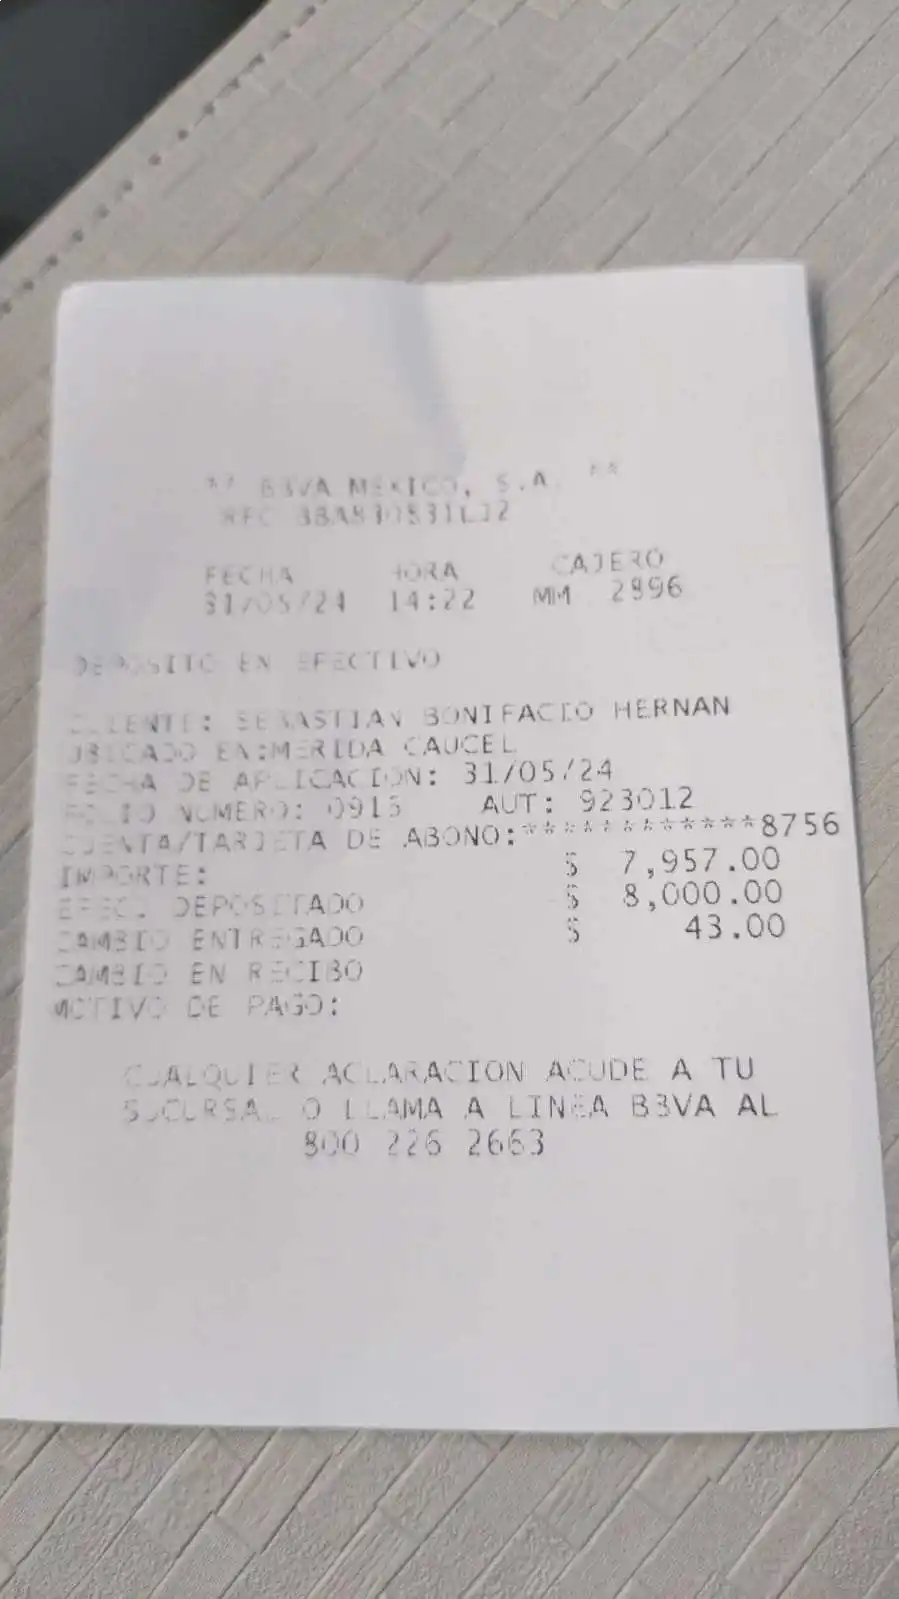 ** BBVA MEXICO, S.A. **
RFC BBA830831LJ2
FECHA HORA CAJERO
31/05/24 14:22 MM 2896
DEPOSITO EN EFECTIVO
CLIENTE: SEBASTIAN BONIFACIO HERNAN
UBICADO EN:MERIDA CAUCEL
FECHA DE APLICACION: 31/05/24
FOLIO NUMERO: 0915 AUT: 923012
CUENTA/TARJETA DE ABONO:************8756
IMPORTE: $ 7,957.00
EFECT DEPOSITADO $ 8,000.00
CAMBIO ENTREGADO $ 43.00
CAMBIO EN RECIBO
MOTIVO DE PAGO:
CUALQUIER ACLARACION ACUDE A TU
SUCURSAL O LLAMA A LINEA BBVA AL
800 226 2663